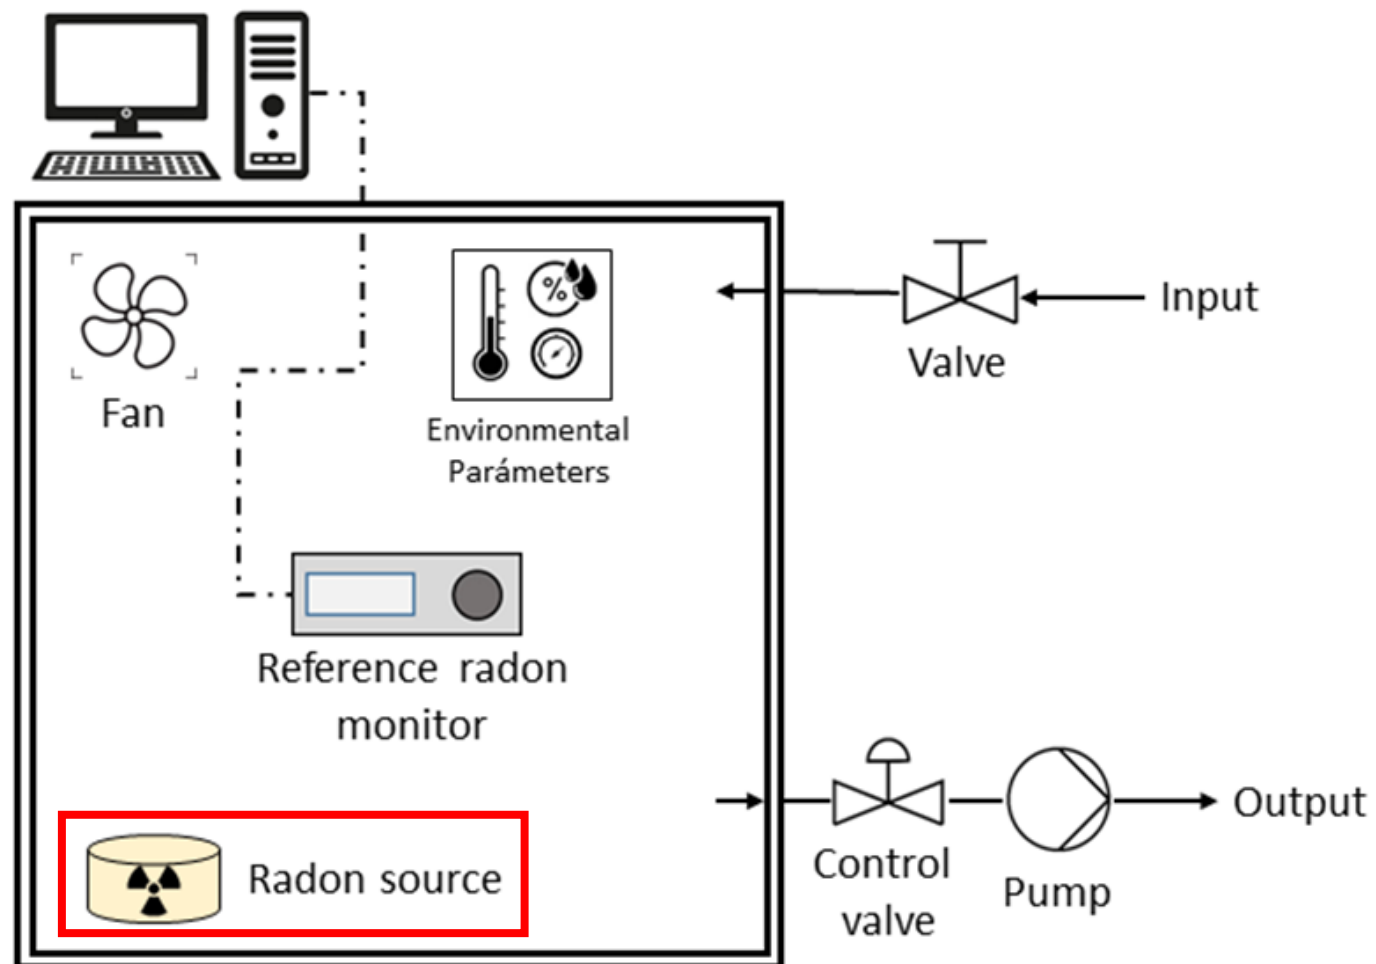 Fan
%
Environmental
Parámeters
Input
Valve
Reference radon
monitor
Radon source
Control
valve
Pump
Output